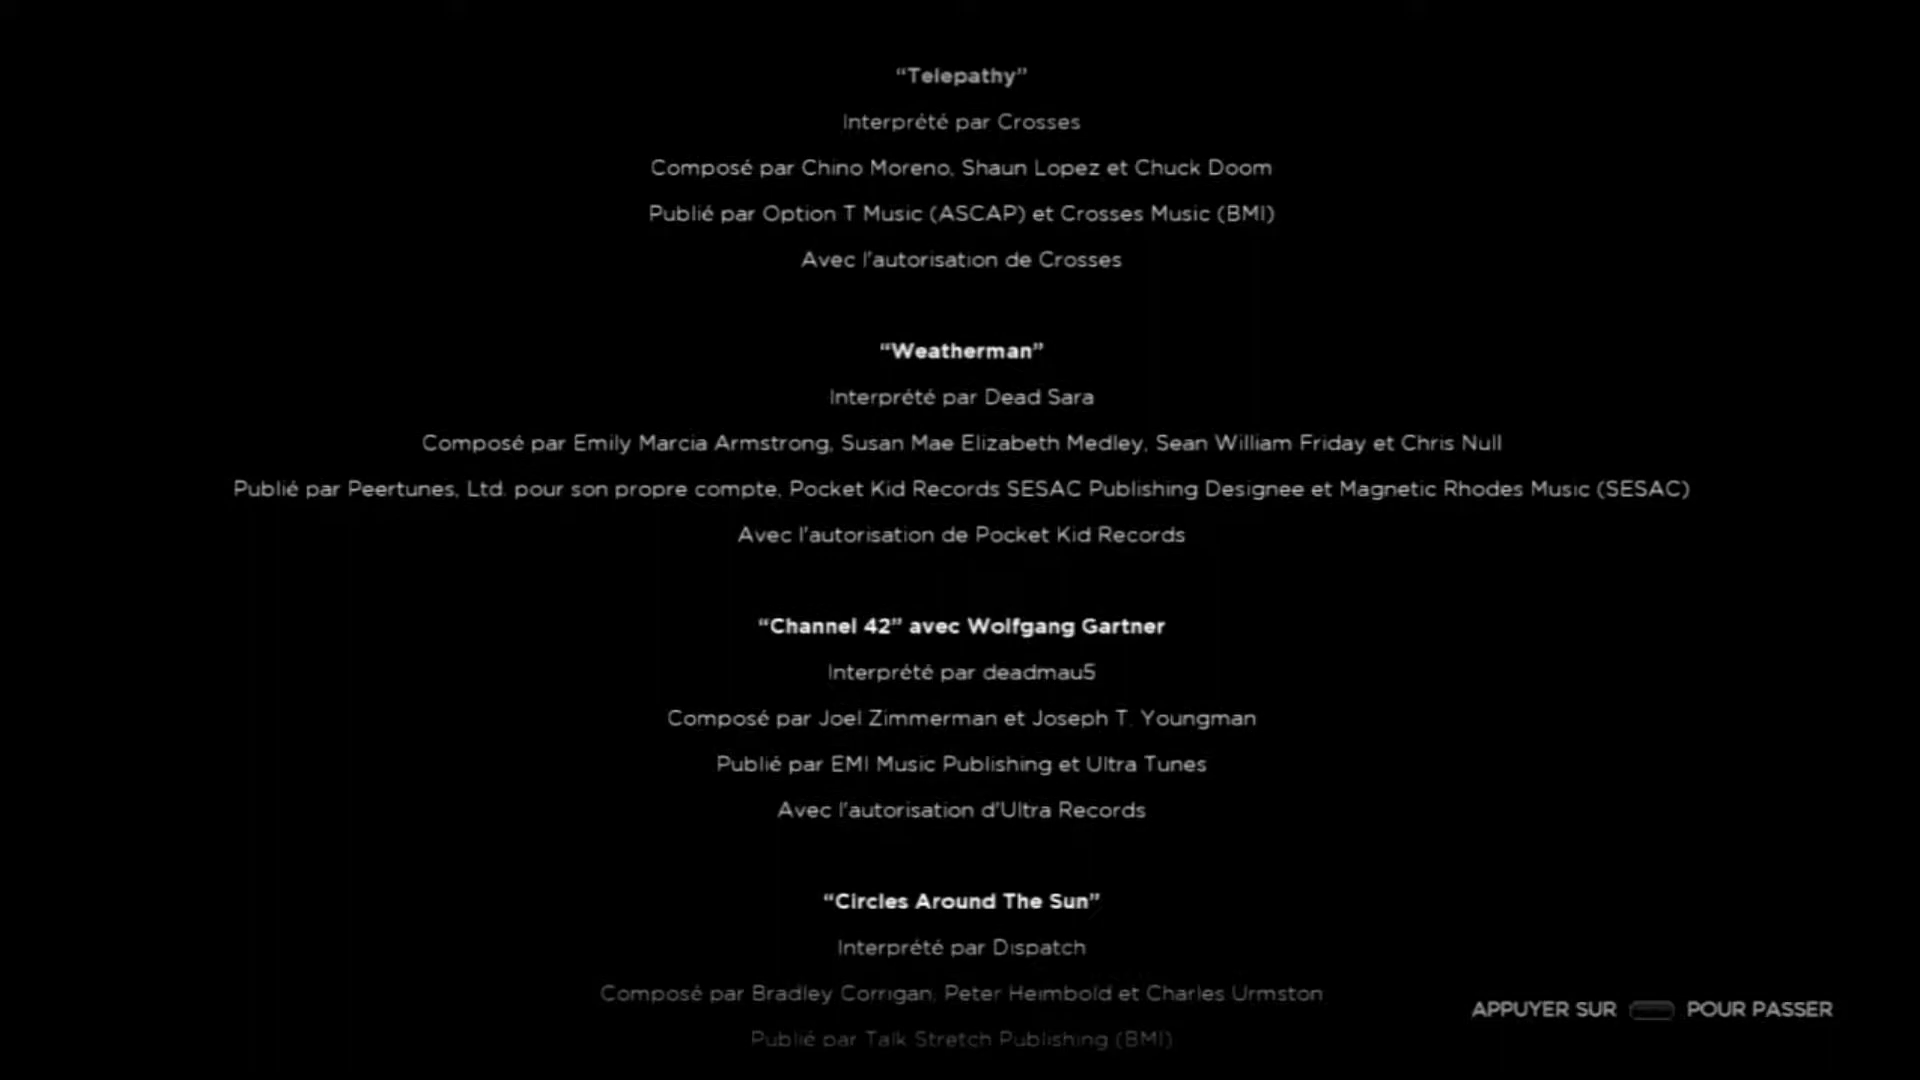 “Telepathy”
Interprété par Crosses
Composé par Chino Moreno, Shaun Lopez et Chuck Doom
Publié par Option T Music (ASCAP) et Crosses Music (BMI)
Avec l'autorisation de Crosses
“Weatherman”
Interprété par Dead Sara
Composé par Emily Marcia Armstrong, Susan Mae Elizabeth Medley, Sean William Friday et Chris Null
Publié par Peertunes, Ltd. pour son propre compte, Pocket Kid Records SESAC Publishing Designee et Magnetic Rhodes Music (SESAC)
Avec l'autorisation de Pocket Kid Records
“Channel 42” avec Wolfgang Gartner
Interprété par deadmau5
Composé par Joel Zimmerman et Joseph T. Youngman
Publié par EMI Music Publishing et Ultra Tunes
Avec l'autorisation d'Ultra Records
“Circles Around The Sun”
Interprété par Dispatch
Composé par Bradley Corrigan, Peter Heimbold et Charles Urmston
Publié par Talk Stretch Publishing (BMI)
APPUYER SUR POUR PASSER